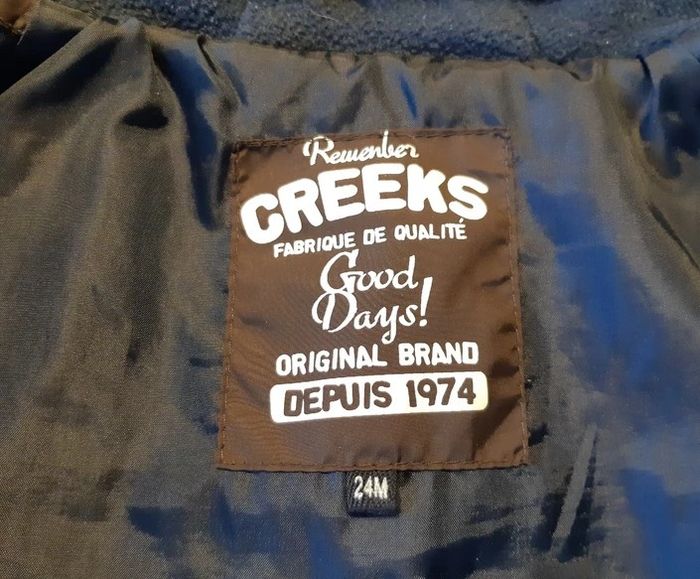 Remember
CREEKS
FABRIQUE DE QUALITÉ
Good
Days!
ORIGINAL BRAND
DEPUIS 1974
24M